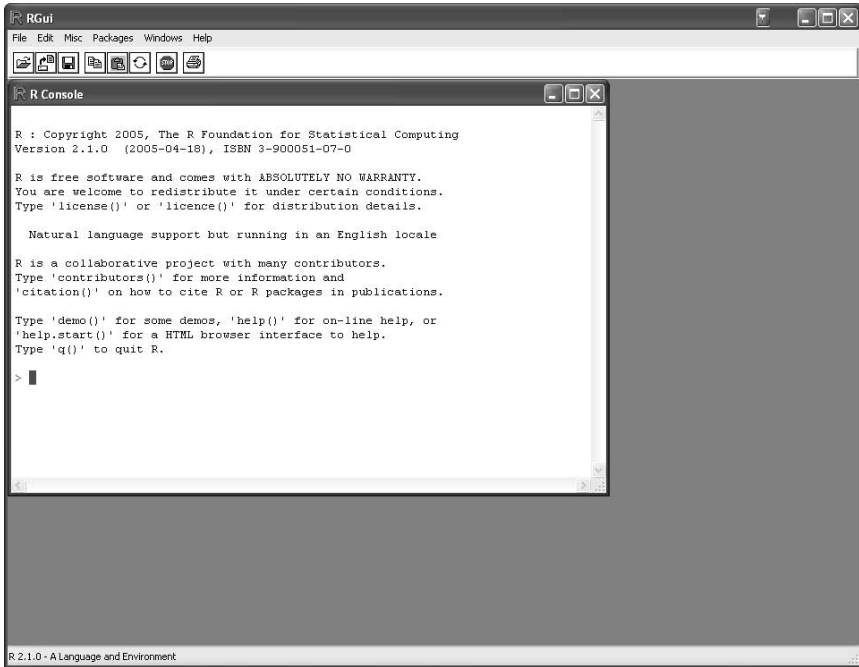 RGui
File Edit Misc Packages Windows Help
STOP
R Console
R : Copyright 2005, The R Foundation for Statistical Computing
Version 2.1.0 (2005-04-18), ISBN 3-900051-07-0
R is free software and comes with ABSOLUTELY NO WARRANTY.
You are welcome to redistribute it under certain conditions.
Type 'license()' or 'licence()' for distribution details.
Natural language support but running in an English locale
R is a collaborative project with many contributors.
Type 'contributors()' for more information and
'citation()' on how to cite R or R packages in publications.
Type 'demo()' for some demos, 'help()' for on-line help, or
'help.start()' for a HTML browser interface to help.
Type 'q()' to quit R.
>
R 2.1.0 - A Language and Environment